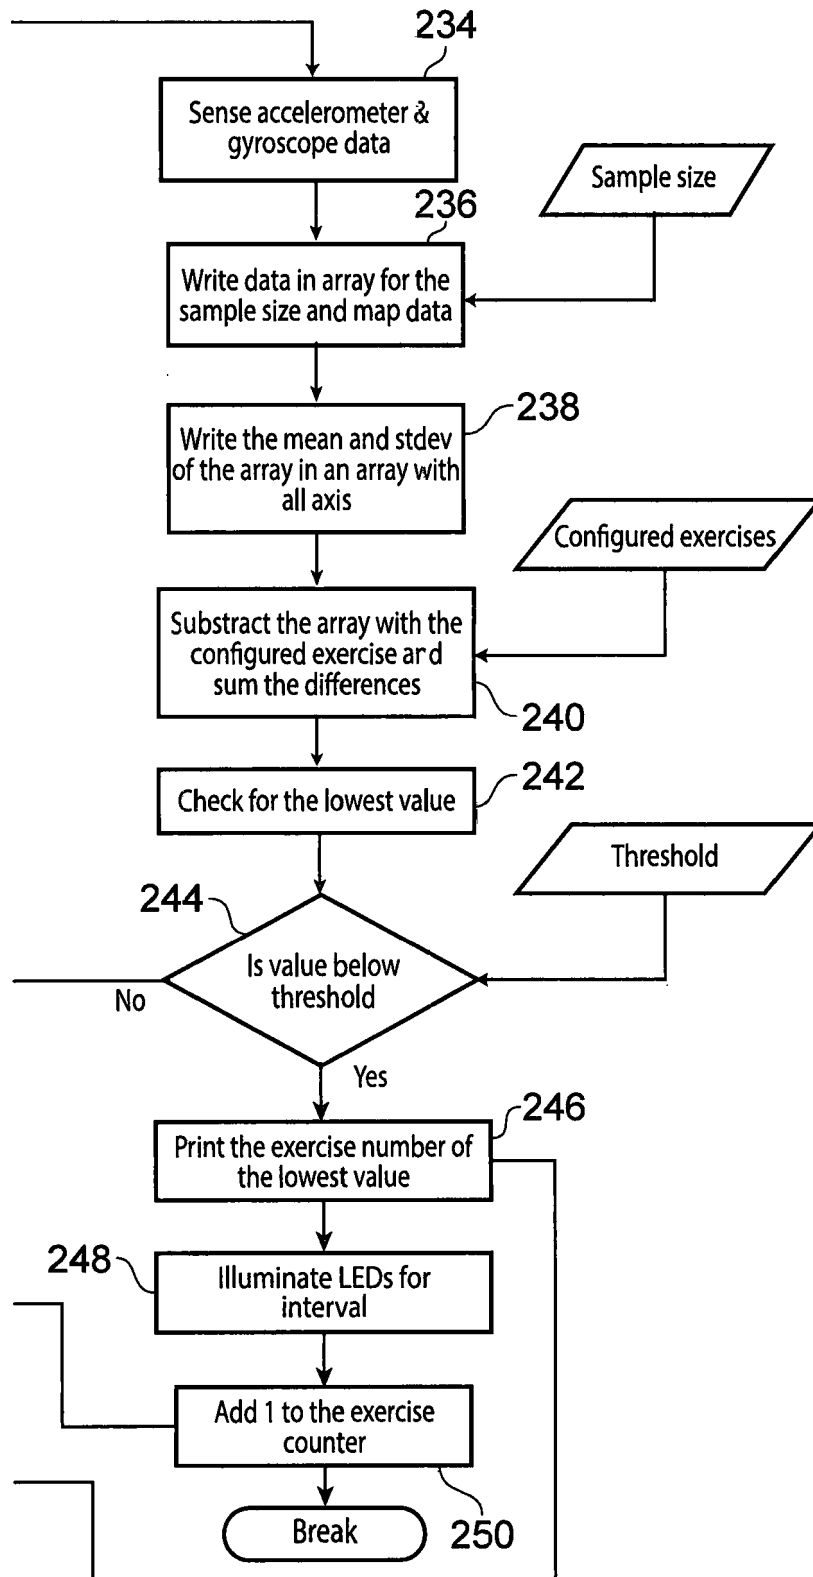 234
Sense accelerometer &
gyroscope data
Sample size
236
Write data in array for the
sample size and map data
238
Write the mean and stdev
of the array in an array with
all axis
Configured exercises
Substract the array with the
configured exercise and
sum the differences
240
242
Check for the lowest value
Threshold
244
Is value below
threshold
No
Yes
246
Print the exercise number of
the lowest value
248
Illuminate LEDs for
interval
Add 1 to the exercise
counter
250
Break